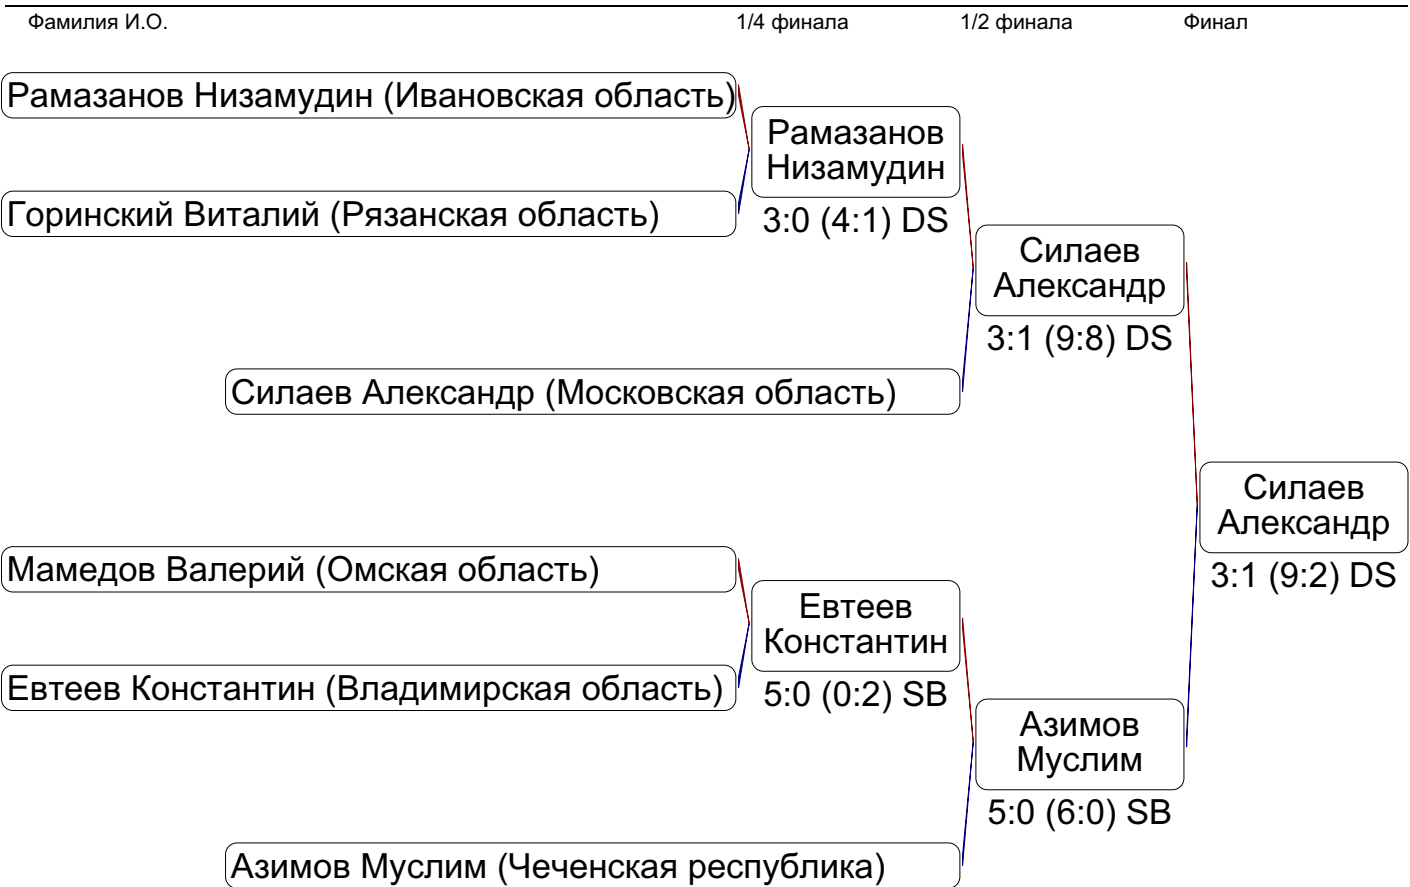 Фамилия И.О. 1/4 финала 1/2 финала Финал
Рамазанов Низамудин (Ивановская область)
Рамазанов
Низамудин
Горинский Виталий (Рязанская область)
3:0 (4:1) DS
Силаев
Александр
3:1 (9:8) DS
Силаев Александр (Московская область)
Силаев
Александр
3:1 (9:2) DS
Мамедов Валерий (Омская область)
Евтеев
Константин
Евтеев Константин (Владимирская область)
5:0 (0:2) SB
Азимов
Муслим
5:0 (6:0) SB
Азимов Муслим (Чеченская республика)